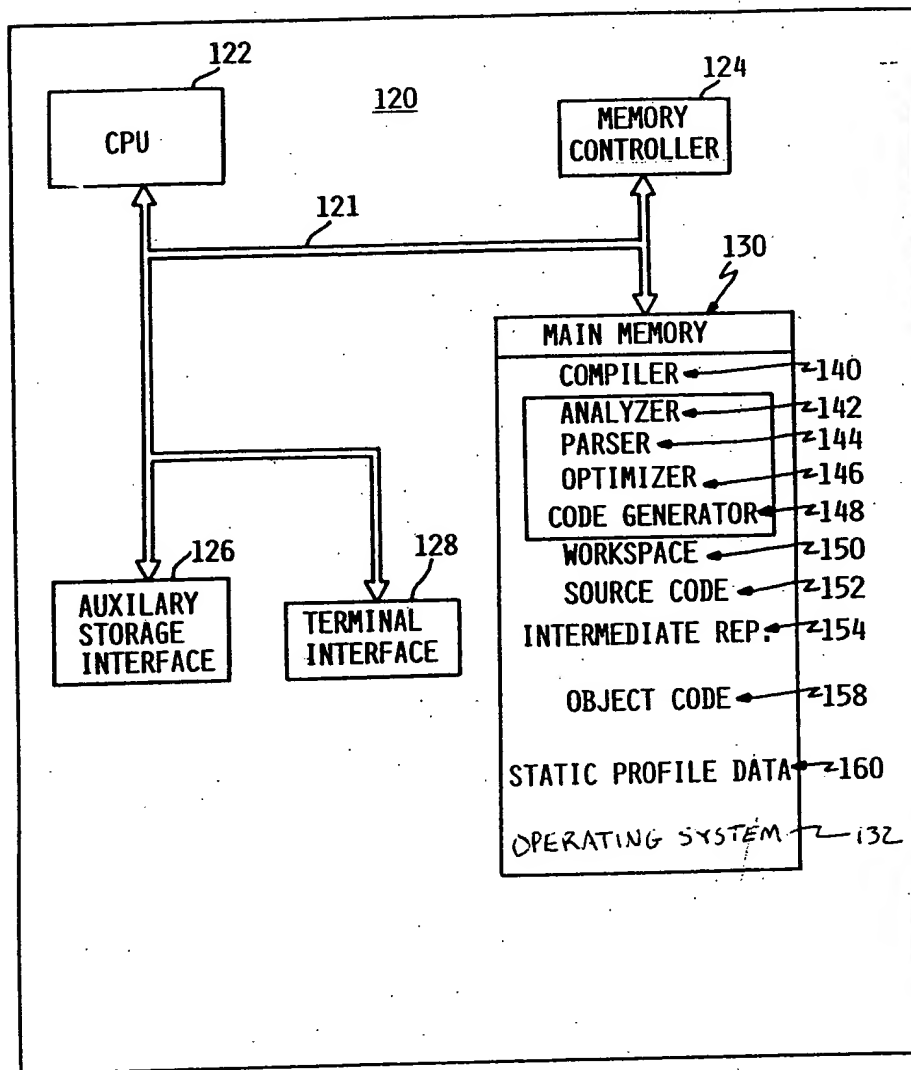 122
CPU
120
124
MEMORY
CONTROLLER
121
130
MAIN MEMORY
COMPILER 140
ANALYZER 142
PARSER 144
OPTIMIZER 146
CODE GENERATOR 148
WORKSPACE 150
SOURCE CODE 152
INTERMEDIATE REP. 154
OBJECT CODE 158
STATIC PROFILE DATA 160
OPERATING SYSTEM 132
126
AUXILARY
STORAGE
INTERFACE
128
TERMINAL
INTERFACE